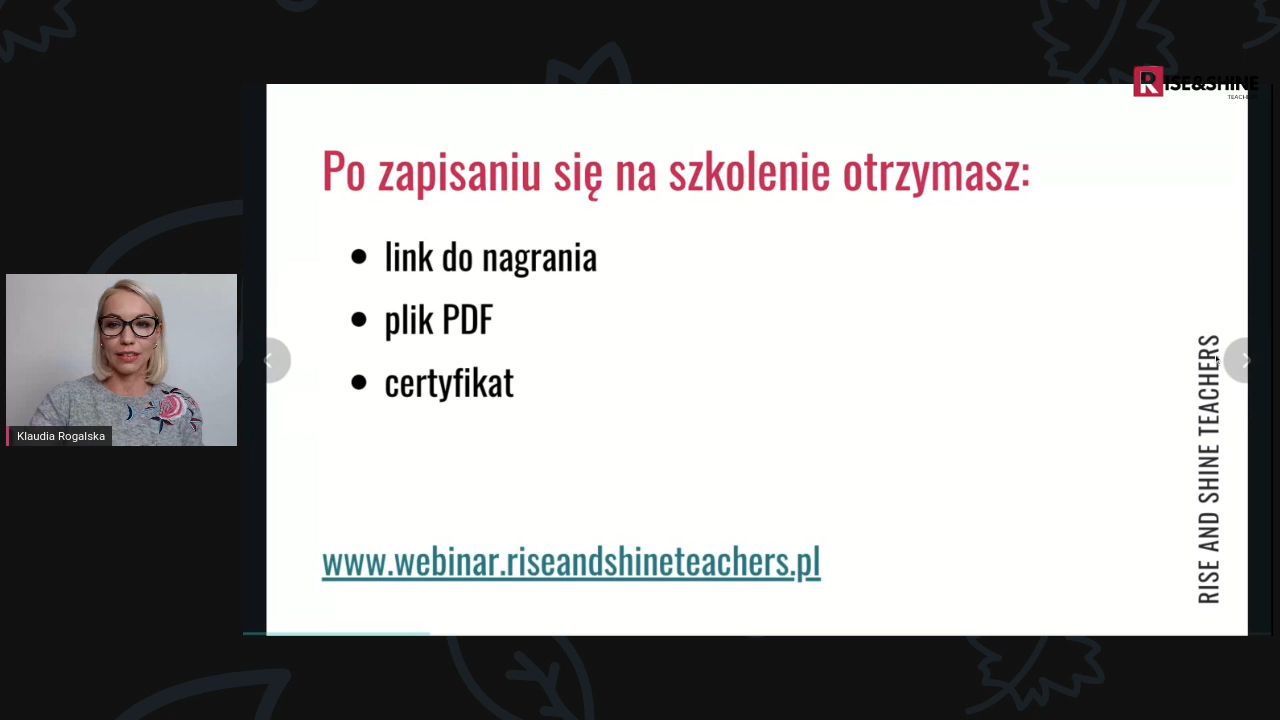 RISE&SHINE
TEACHERS
Po zapisaniu się na szkolenie otrzymasz:
link do nagrania
plik PDF
certyfikat
www.webinar.riseandshineteachers.pl
RISE AND SHINE TEACHERS
Klaudia Rogalska